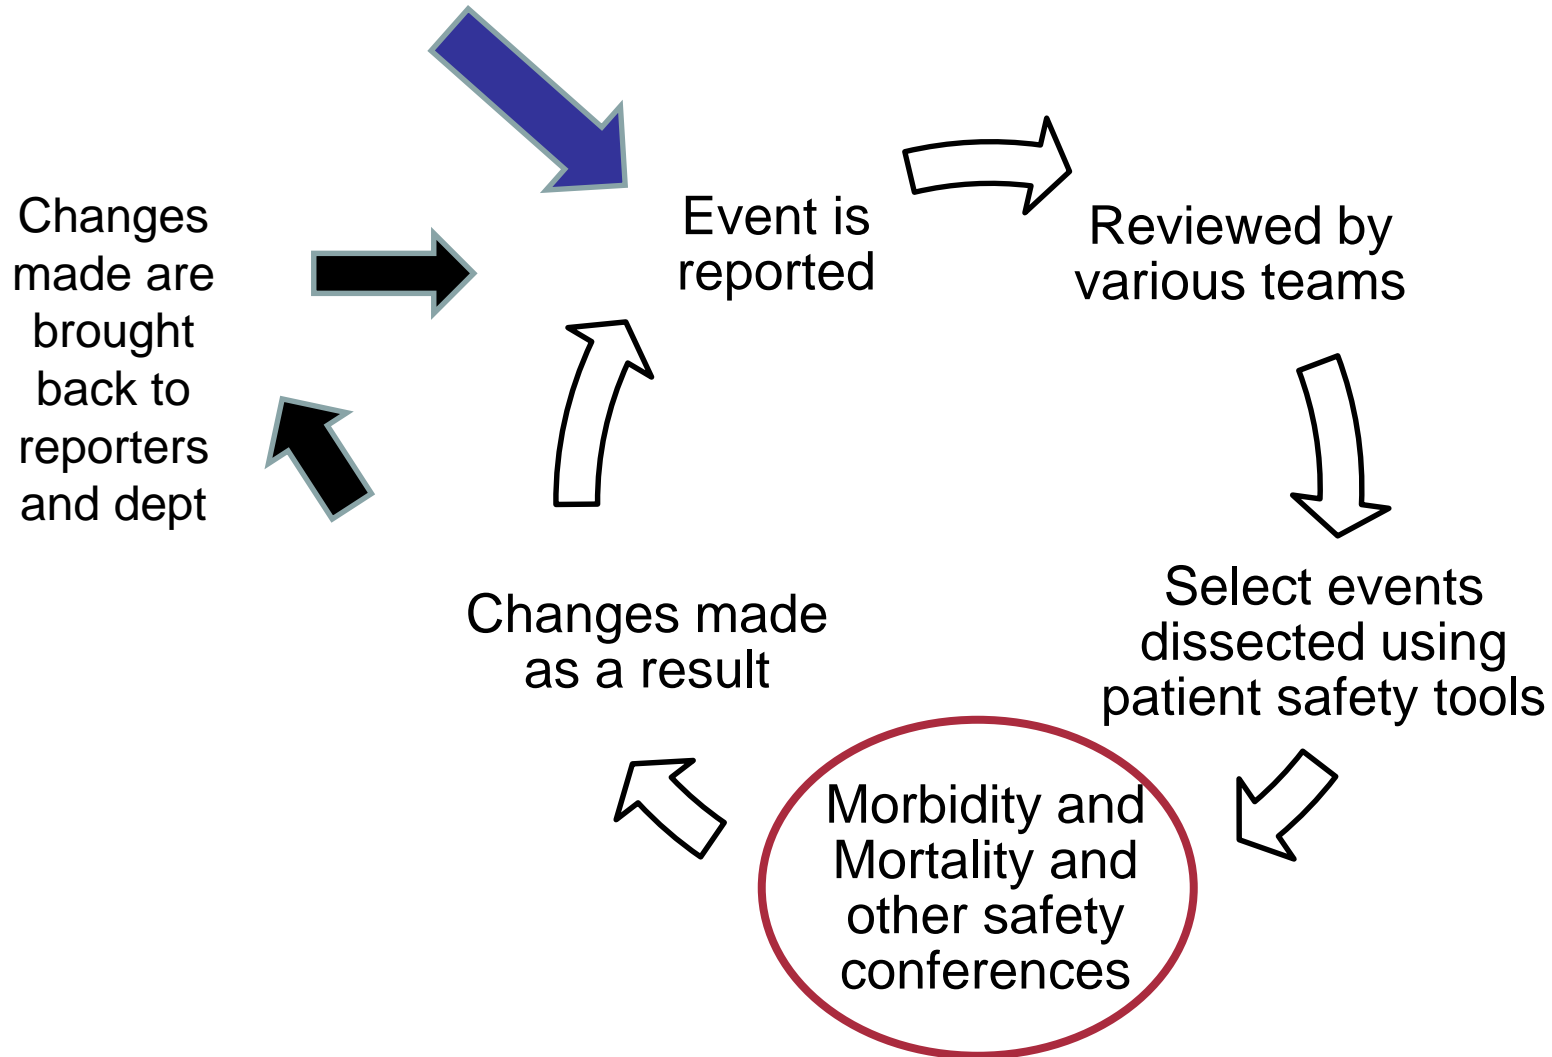 Changes
made are
brought
back to
reporters
and dept
Event is
reported
Reviewed by
various teams
Select events
dissected using
patient safety tools
Morbidity and
Mortality and
other safety
conferences
Changes made
as a result